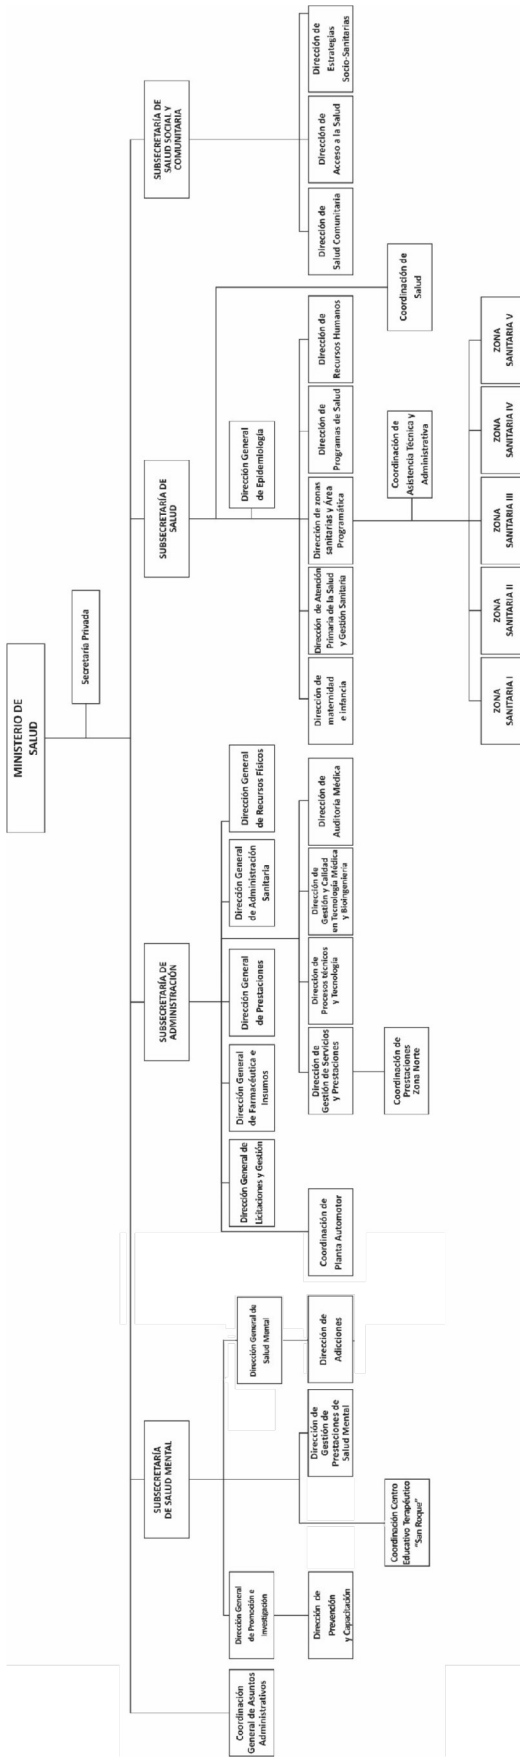 MINISTERIO DE
SALUD
Secretaría Privada
SUBSECRETARÍA
DE SALUD MENTAL
SUBSECRETARÍA DE
ADMINISTRACIÓN
SUBSECRETARÍA DE
SALUD
SUBSECRETARÍA DE
SALUD SOCIAL Y
COMUNITARIA
Coordinación
General de Asuntos
Administrativos
Dirección General
de Promoción e
Investigación
Dirección General de
Salud Mental
Dirección General de
Licitaciones y Gestión
Dirección General
de Farmacéutica e
Insumos
Dirección General
de Prestaciones
Dirección General
de Administración
Sanitaria
Dirección General
de Recursos Físicos
Dirección General
de Epidemiología
Dirección de
Prevención
y Capacitación
Dirección de
Gestión de
Prestaciones de
Salud Mental
Dirección de
Adicciones
Coordinación de
Planta Automotor
Dirección de
Gestión de Servicios
y Prestaciones
Dirección de
Procesos técnicos
y Tecnología
Dirección de
Gestión y Calidad
en Tecnología Médica
y Bioingeniería
Dirección de
Auditoría Médica
Dirección de
maternidad
e infancia
Dirección de Atención
Primaria de la Salud
y Gestión Sanitaria
Dirección de zonas
sanitarias y Área
Programática
Dirección de
Programas de Salud
Dirección de
Recursos Humanos
Dirección de
Salud Comunitaria
Dirección de
Acceso a la Salud
Dirección de
Estrategias
Socio-Sanitarias
Coordinación Centro
Educativo Terapéutico
"San Roque"
Coordinación de
Prestaciones
Zona Norte
Coordinación de
Asistencia Técnica y
Administrativa
Coordinación de
Salud
ZONA
SANITARIA I
ZONA
SANITARIA II
ZONA
SANITARIA III
ZONA
SANITARIA IV
ZONA
SANITARIA V